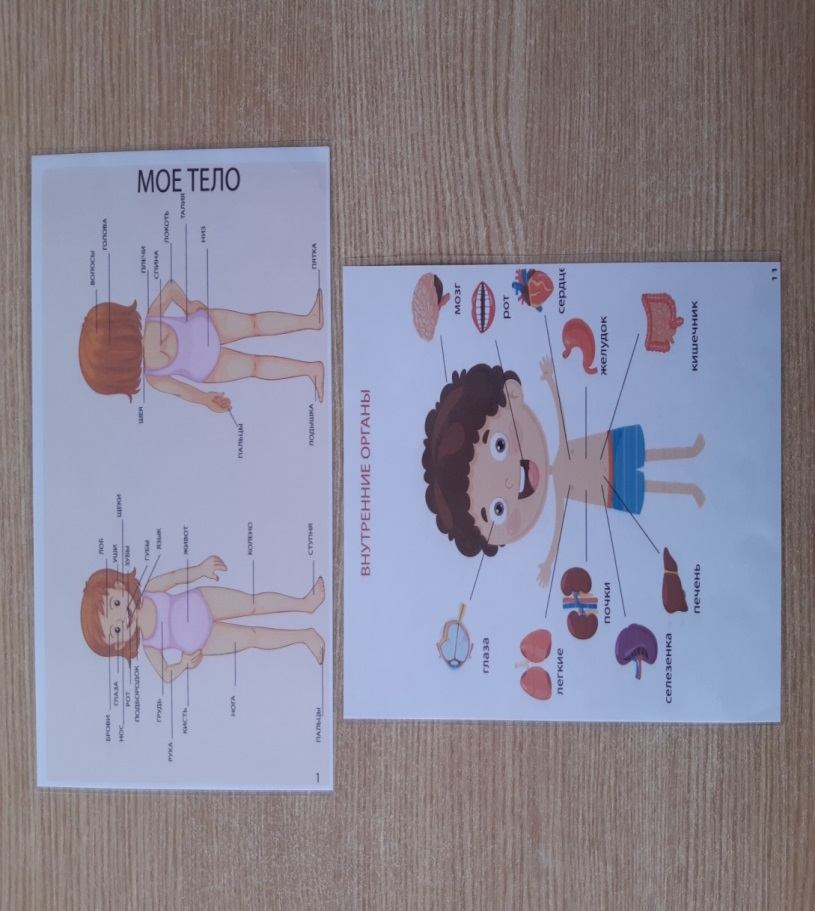 МОЕ ТЕЛО
ВОЛОСЫ
ГОЛОВА
ПЛЕЧИ
СПИНА
ЛОКОТЬ
ТАЛИЯ
НИЗ
ПЯТКА
ШЕЯ
ПАЛЬЦЫ
ЛОДЫЖКА
ЛОБ
УШИ
ЩЕКИ
ЗУБЫ
ГУБЫ
ЯЗЫК
ЖИВОТ
КОЛЕНО
СТУПНЯ
БРОВИ
ГЛАЗА
НОС
РОТ
ПОДБОРОДОК
ГРУДЬ
РУКА
КИСТЬ
НОГА
ПАЛЬЦЫ
1
ВНУТРЕННИЕ ОРГАНЫ
мозг
рот
сердце
желудок
кишечник
глаза
легкие
почки
селезенка
печень
11